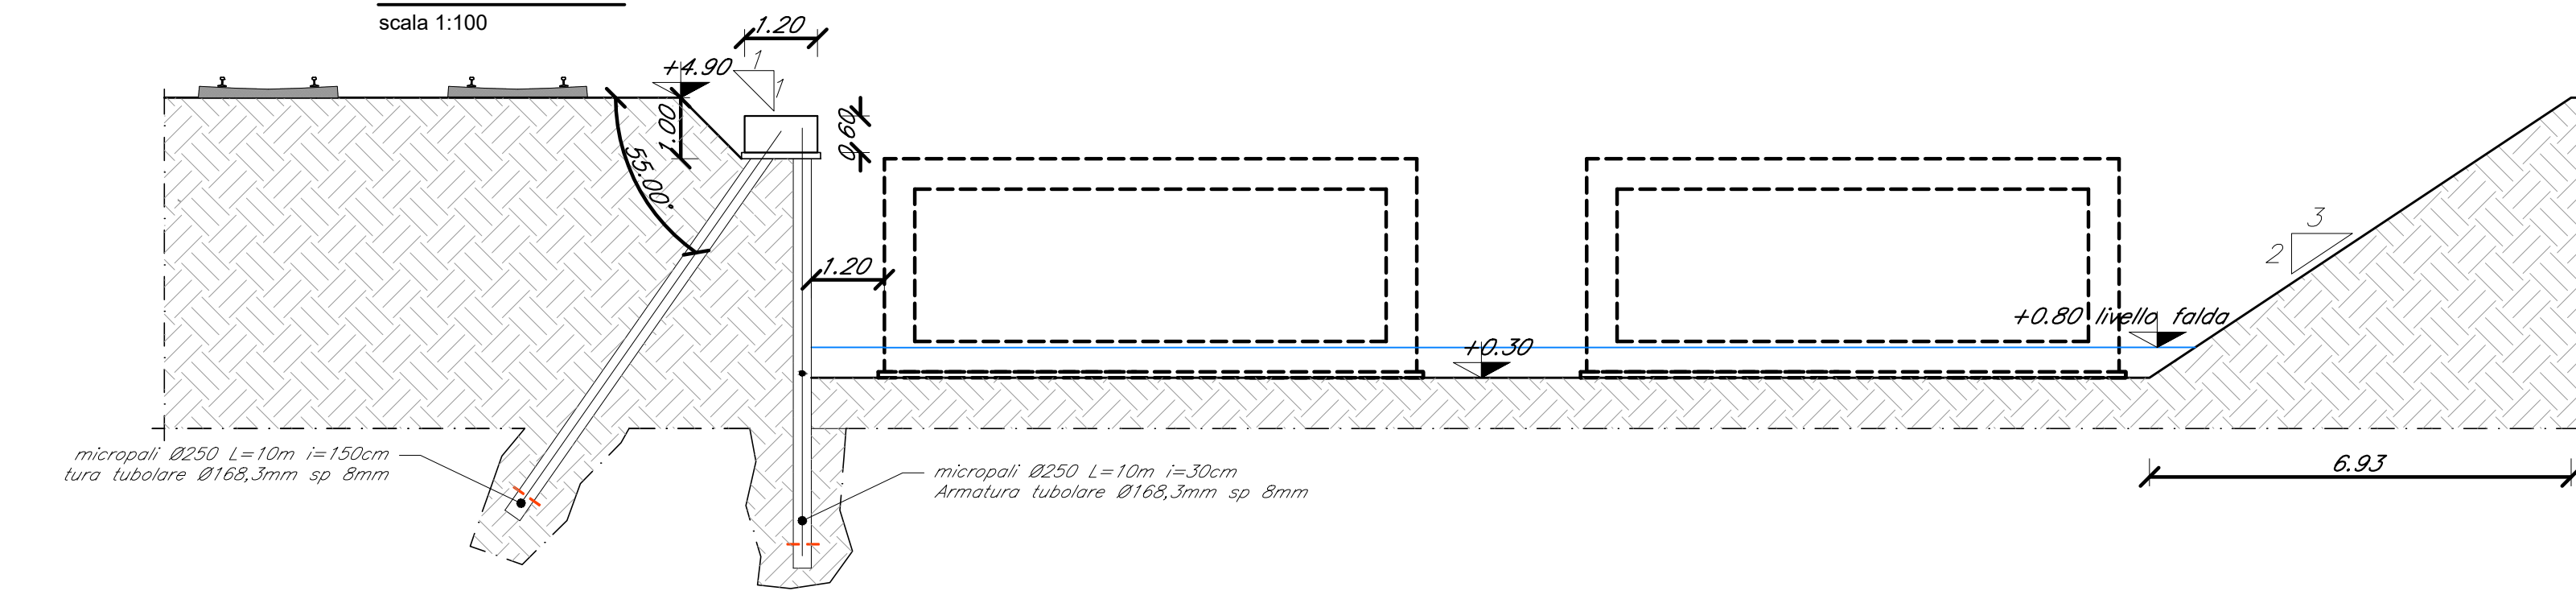 scala 1:100
1.20
1
1
+4.90
1.00
0.60
55.00°
1.20
3
2
+0.80 livello falda
+0.30
micropali Ø250 L=10m i=150cm
tura tubolare Ø168,3mm sp 8mm
micropali Ø250 L=10m i=30cm
Armatura tubolare Ø168,3mm sp 8mm
6.93